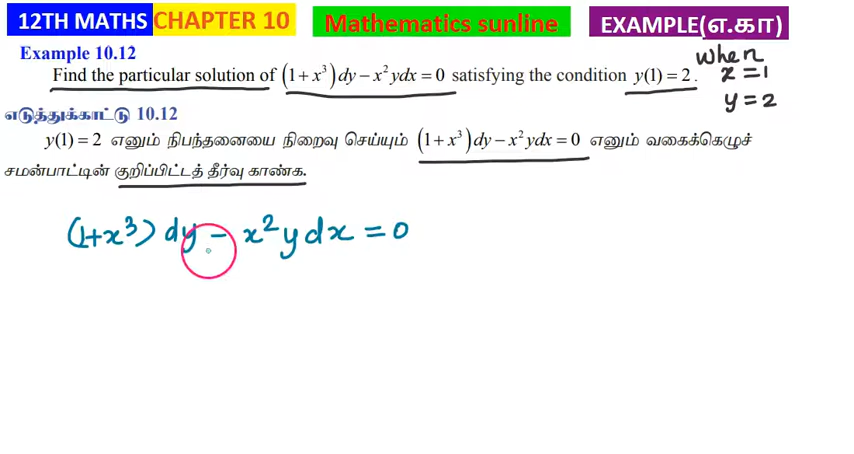 12TH MATHS CHAPTER 10 Mathematics sunline EXAMPLE(எ.கா)
Example 10.12
Find the particular solution of (1 + x³)dy − x²ydx = 0 satisfying the condition y(1) = 2.
when
x = 1
y = 2
எடுத்துக்காட்டு 10.12
y(1) = 2 எனும் நிபந்தனையை நிறைவு செய்யும் (1 + x³)dy − x²ydx = 0 எனும் வகைக்கெழுச்
சமன்பாட்டின் குறிப்பிட்டத் தீர்வு காண்க.
(1+x³) dy − x²ydx = 0